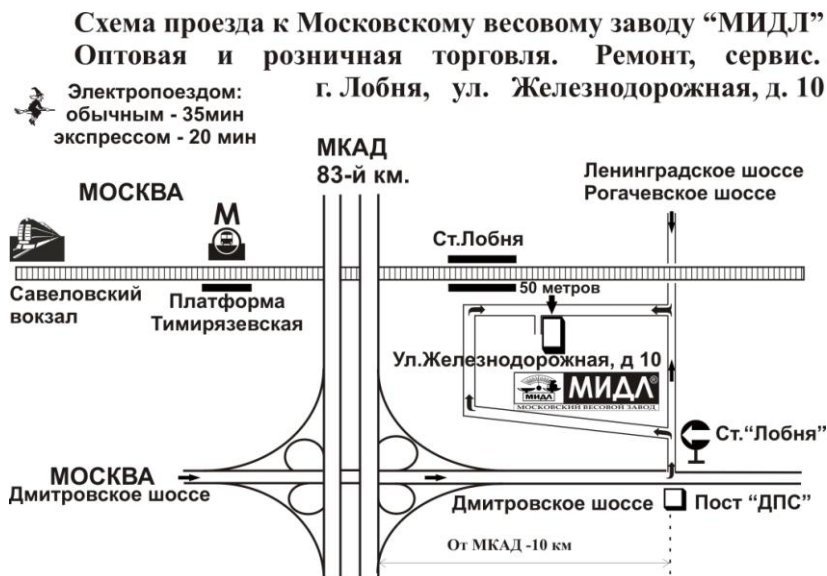 Схема проезда к Московскому весовому заводу “МИДЛ”
Оптовая и розничная торговля. Ремонт, сервис.
г. Лобня, ул. Железнодорожная, д. 10
Электропоездом:
обычным - 35мин
экспрессом - 20 мин
МКАД
83-й км.
Ленинградское шоссе
Рогачевское шоссе
МОСКВА
М
Ст.Лобня
Савеловский
вокзал
Платформа
Тимирязевская
50 метров
Ул.Железнодорожная, д 10
МИДЛ
МИДЛ®
МОСКОВСКИЙ ВЕСОВОЙ ЗАВОД
Ст.“Лобня”
МОСКВА
Дмитровское шоссе
Дмитровское шоссе
Пост “ДПС”
От МКАД -10 км